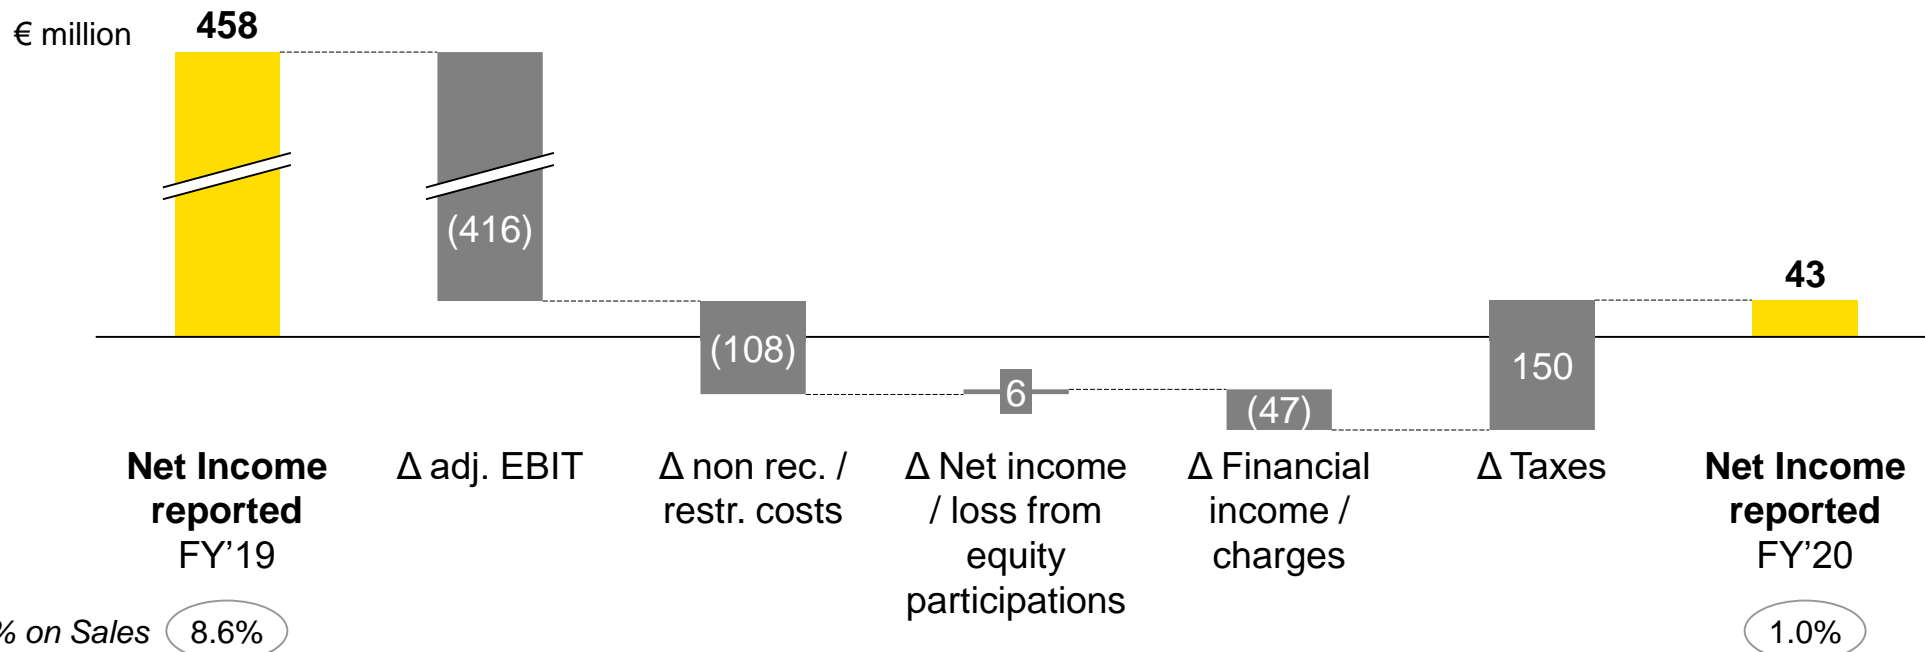 € million
458
(416)
(108)
6
(47)
150
43
Net Income
reported
FY’19
Δ adj. EBIT
Δ non rec. /
restr. costs
Δ Net income
/ loss from
equity
participations
Δ Financial
income /
charges
Δ Taxes
Net Income
reported
FY’20
% on Sales
8.6%
1.0%